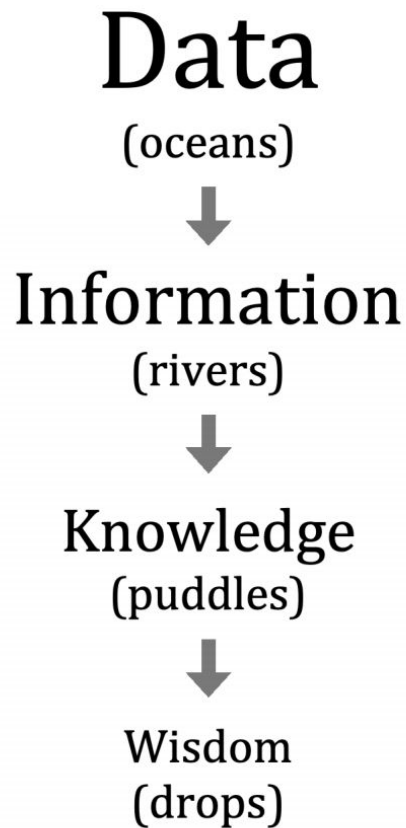 Data
(oceans)
Information
(rivers)
Knowledge
(puddles)
Wisdom
(drops)